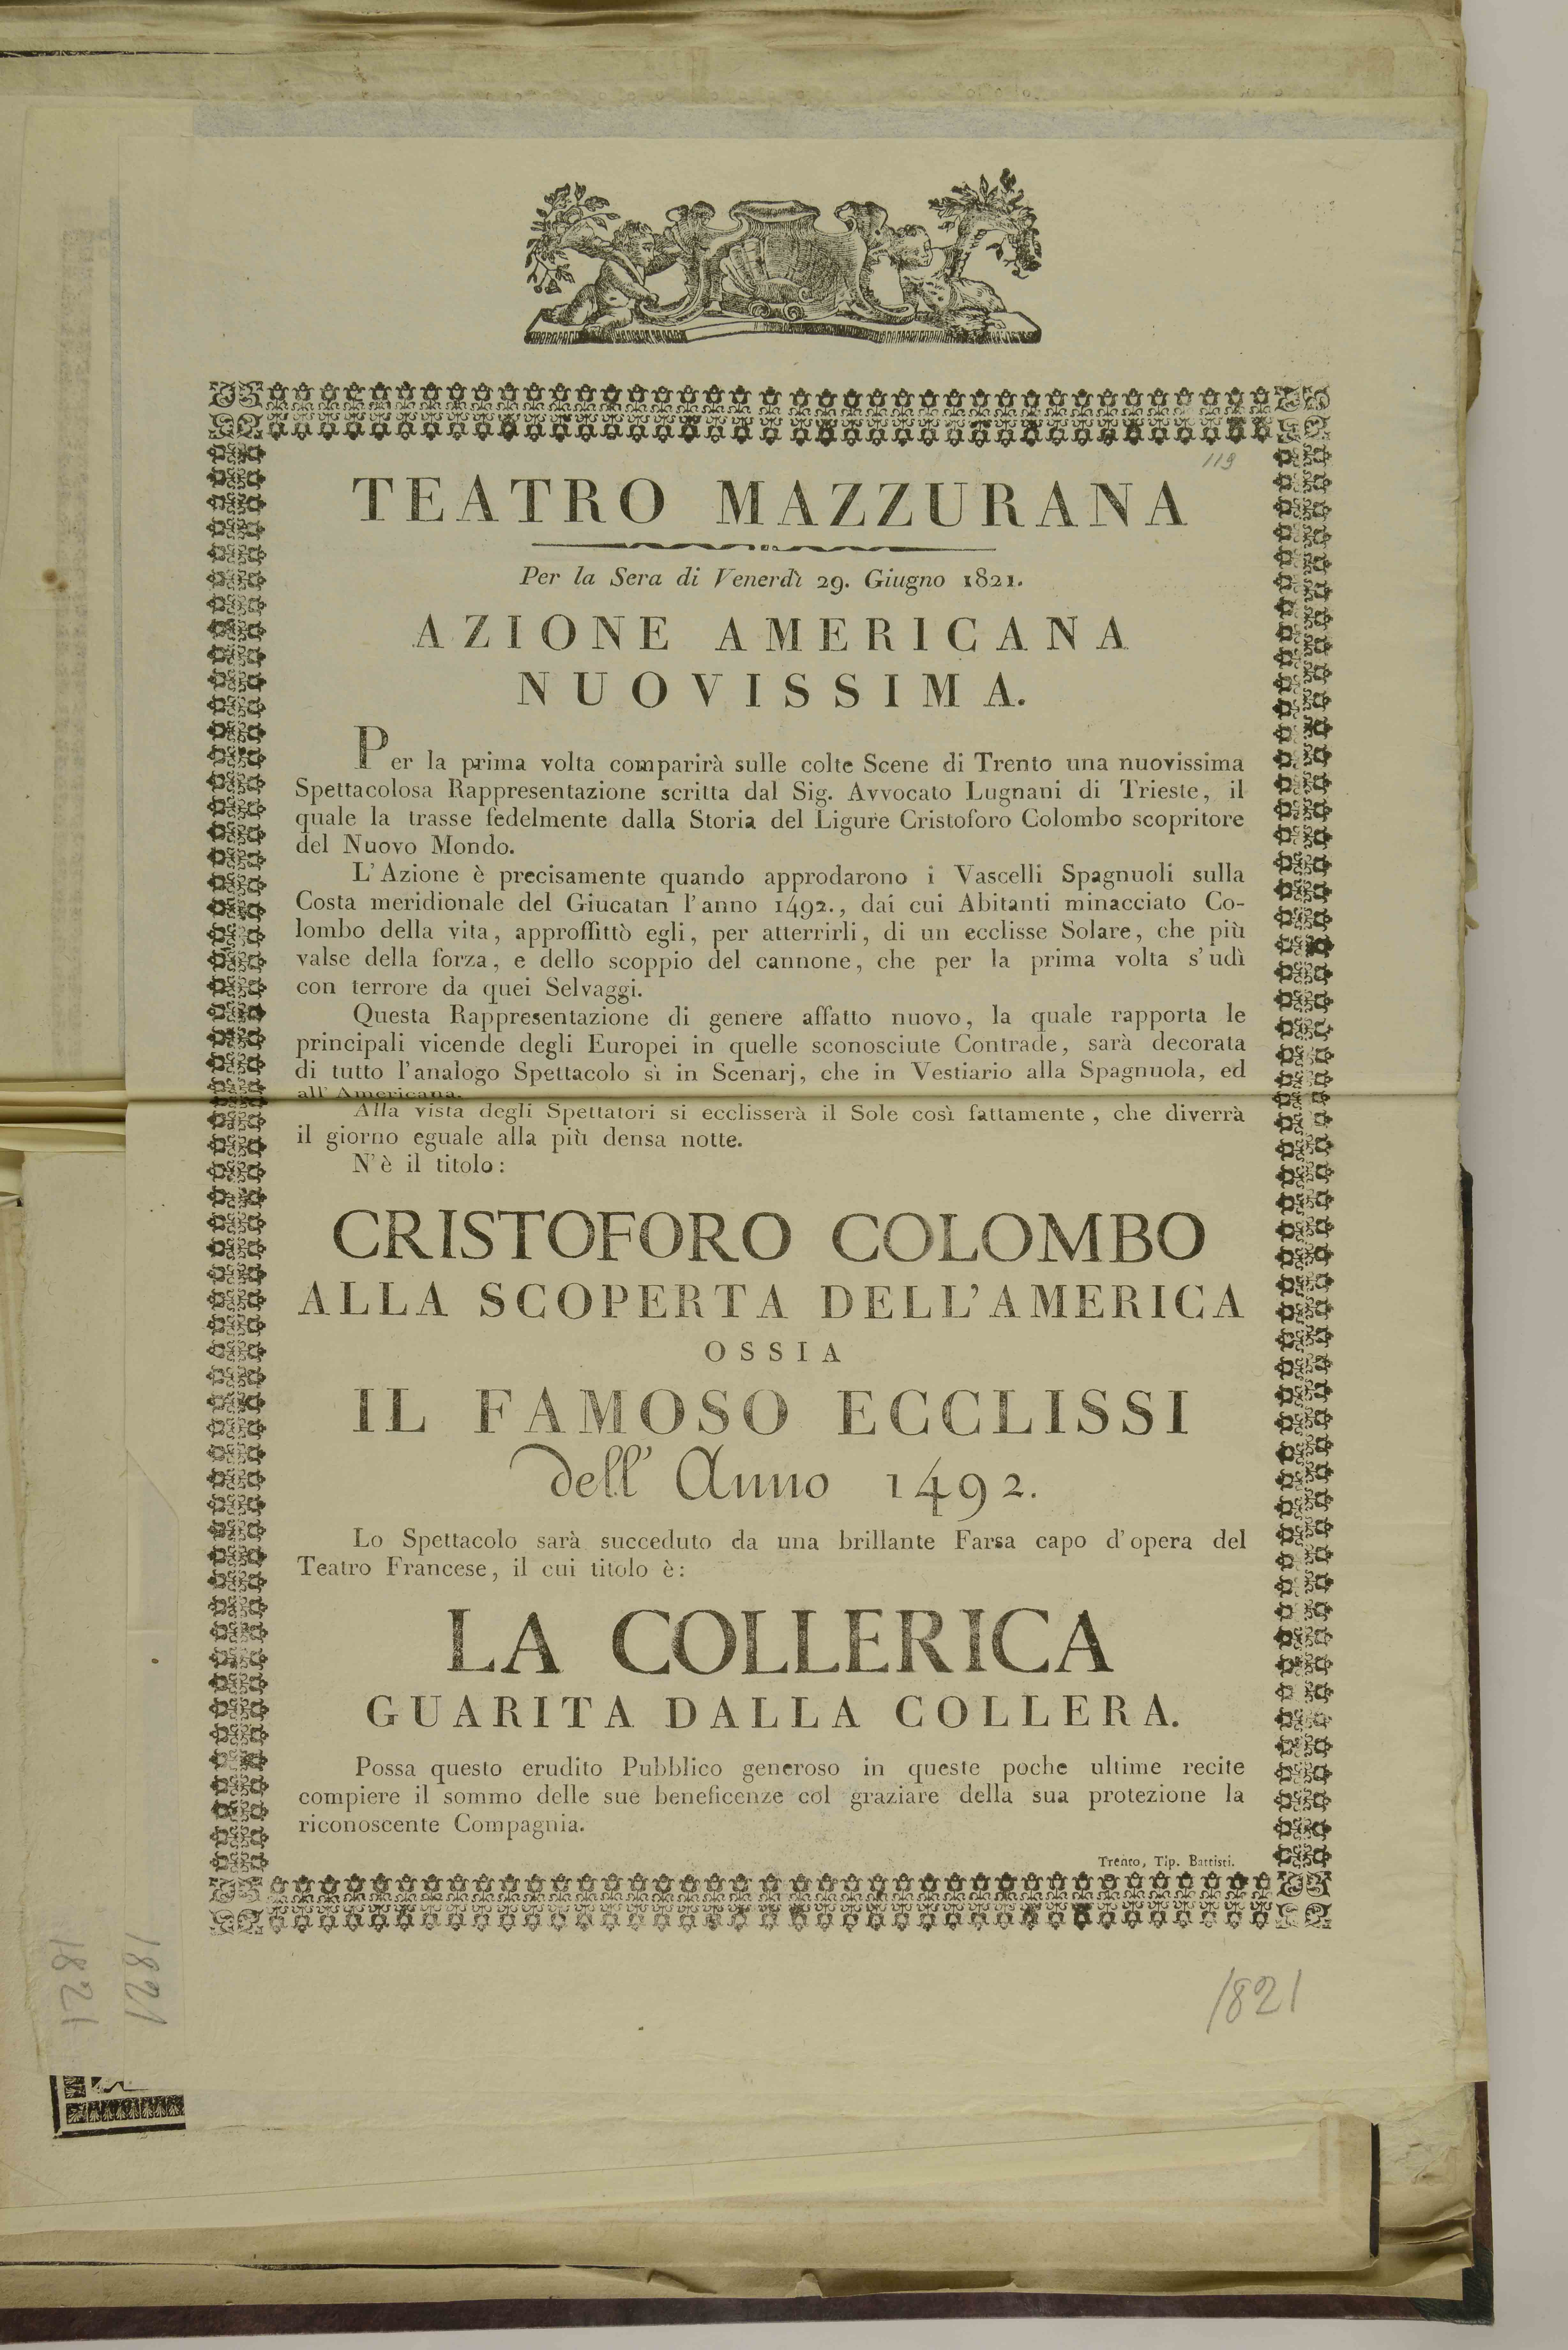 119
TEATRO MAZZURANA
Per la Sera di Venerdì 29. Giugno 1821.
AZIONE AMERICANA
NUOVISSIMA.
Per la prima volta comparirà sulle colte Scene di Trento una nuovissima
Spettacolosa Rappresentazione scritta dal Sig. Avvocato Lugnani di Trieste, il
quale la trasse fedelmente dalla Storia del Ligure Cristoforo Colombo scopritore
del Nuovo Mondo.
L'Azione è precisamente quando approdarono i Vascelli Spagnuoli sulla
Costa meridionale del Giucatan l'anno 1492., dai cui Abitanti minacciato Co-
lombo della vita, approffittò egli, per atterrirli, di un ecclisse Solare, che più
valse della forza, e dello scoppio del cannone, che per la prima volta s'udì
con terrore da quei Selvaggi.
Questa Rappresentazione di genere affatto nuovo, la quale rapporta le
principali vicende degli Europei in quelle sconosciute Contrade, sarà decorata
di tutto l'analogo Spettacolo sì in Scenarj, che in Vestiario alla Spagnuola, ed
all'Americana.
Alla vista degli Spettatori si ecclisserà il Sole così fattamente, che diverrà
il giorno eguale alla più densa notte.
N'è il titolo:
CRISTOFORO COLOMBO
ALLA SCOPERTA DELL'AMERICA
OSSIA
IL FAMOSO ECCLISSI
dell'Anno 1492.
Lo Spettacolo sarà succeduto da una brillante Farsa capo d'opera del
Teatro Francese, il cui titolo è:
LA COLLERICA
GUARITA DALLA COLLERA.
Possa questo erudito Pubblico generoso in queste poche ultime recite
compiere il sommo delle sue beneficenze col graziare della sua protezione la
riconoscente Compagnia.
Trento, Tip. Battisti.
1821
1821
1821